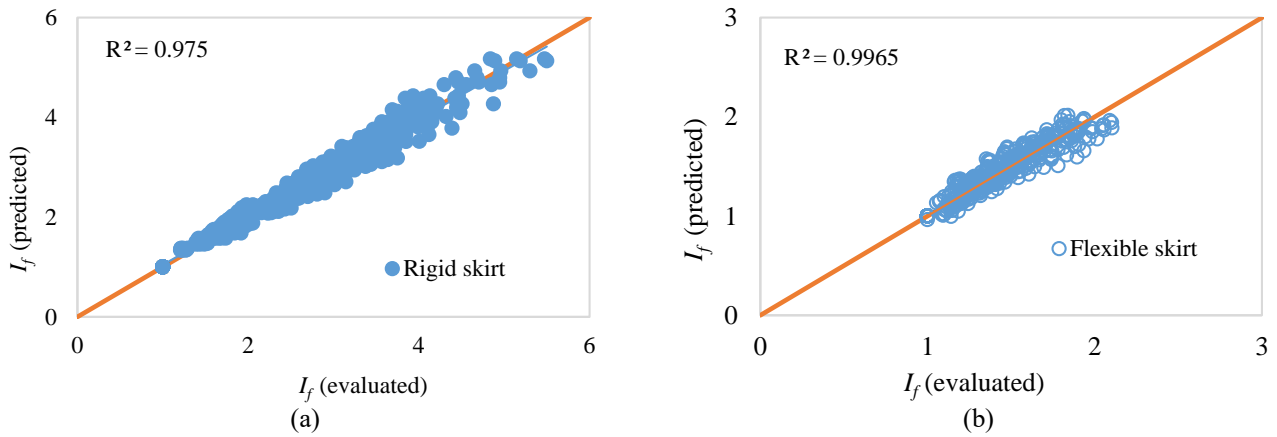 6
R² = 0.975
4
I_f (predicted)
2
Rigid skirt
0
0 2 4 6
I_f (evaluated)
(a)
3
R² = 0.9965
2
I_f (predicted)
1
Flexible skirt
0
0 1 2 3
I_f (evaluated)
(b)